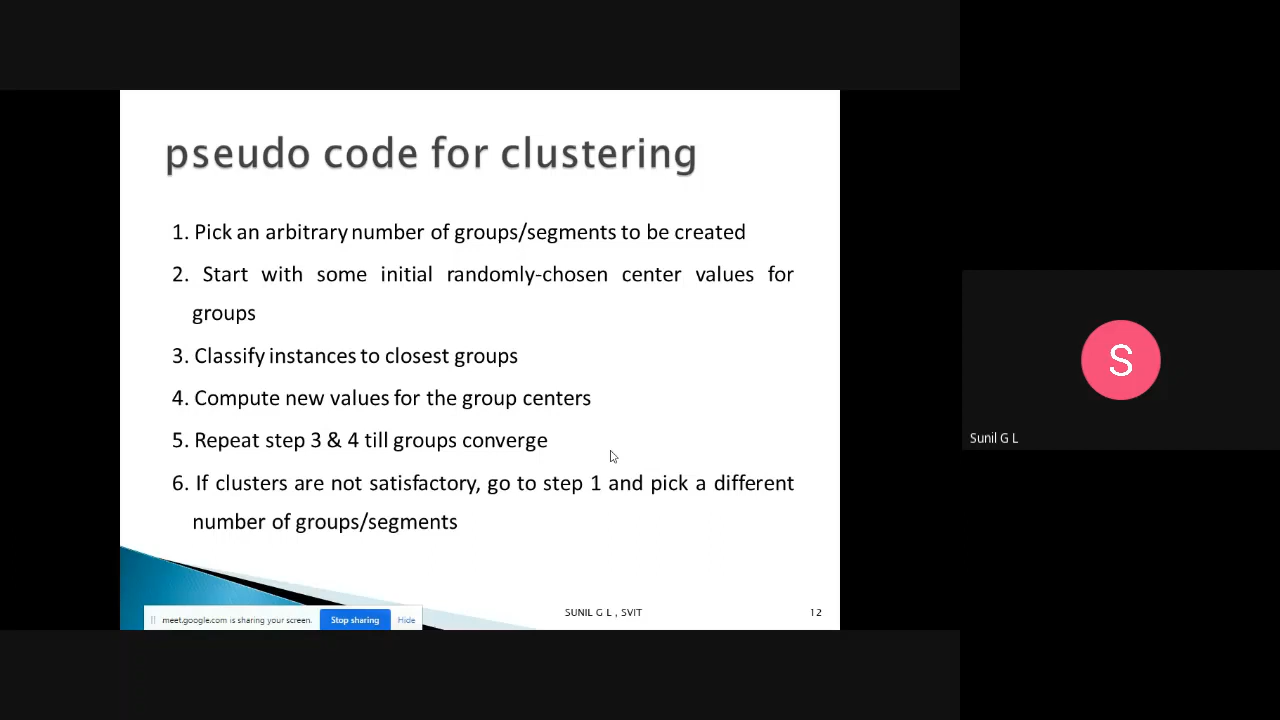 pseudo code for clustering
1. Pick an arbitrary number of groups/segments to be created
2. Start with some initial randomly-chosen center values for
groups
3. Classify instances to closest groups
4. Compute new values for the group centers
5. Repeat step 3 & 4 till groups converge
6. If clusters are not satisfactory, go to step 1 and pick a different
number of groups/segments
SUNIL G L , SVIT
12
meet.google.com is sharing your screen.
Stop sharing
Hide
S
Sunil G L